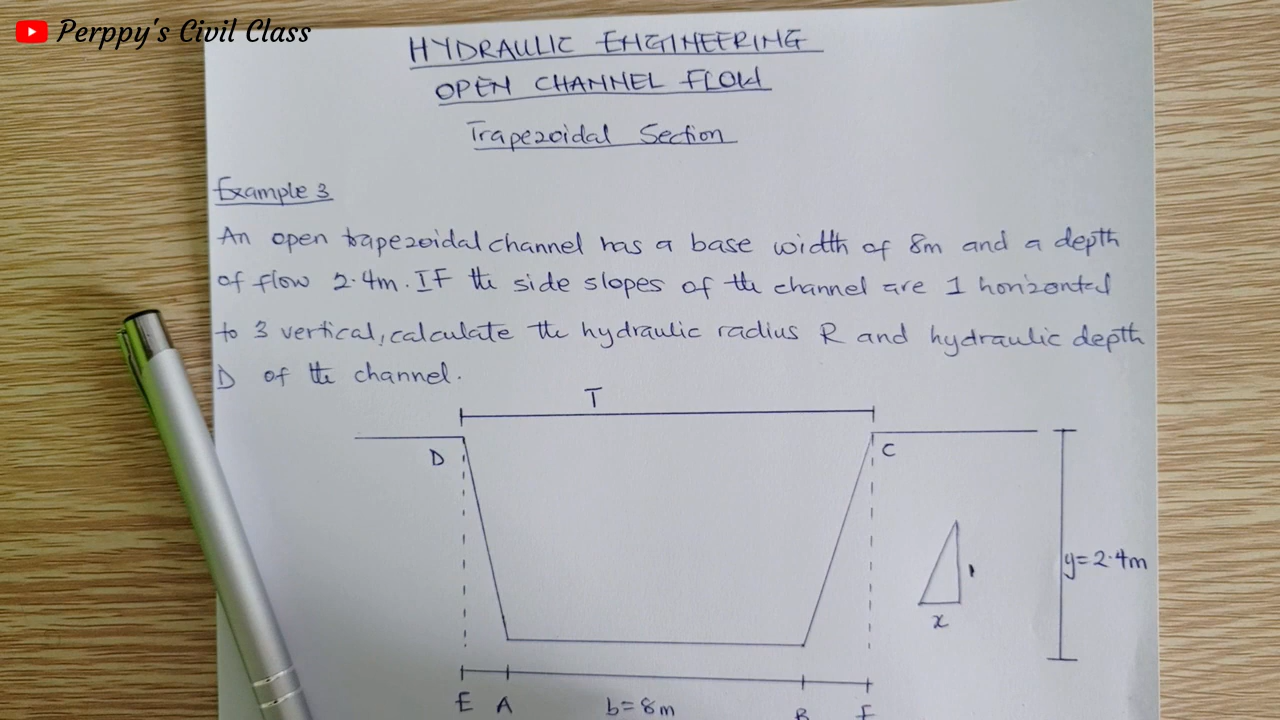 Perppy's Civil Class
HYDRAULIC ENGINEERING
OPEN CHANNEL FLOW
Trapezoidal Section
Example 3
An open trapezoidal channel has a base width of 8m and a depth
of flow 2.4m. IF the side slopes of the channel are 1 horizontal
to 3 vertical, calculate the hydraulic radius R and hydraulic depth
D of the channel.
T
D
C
y=2.4m
1
x
E A b=8m B F